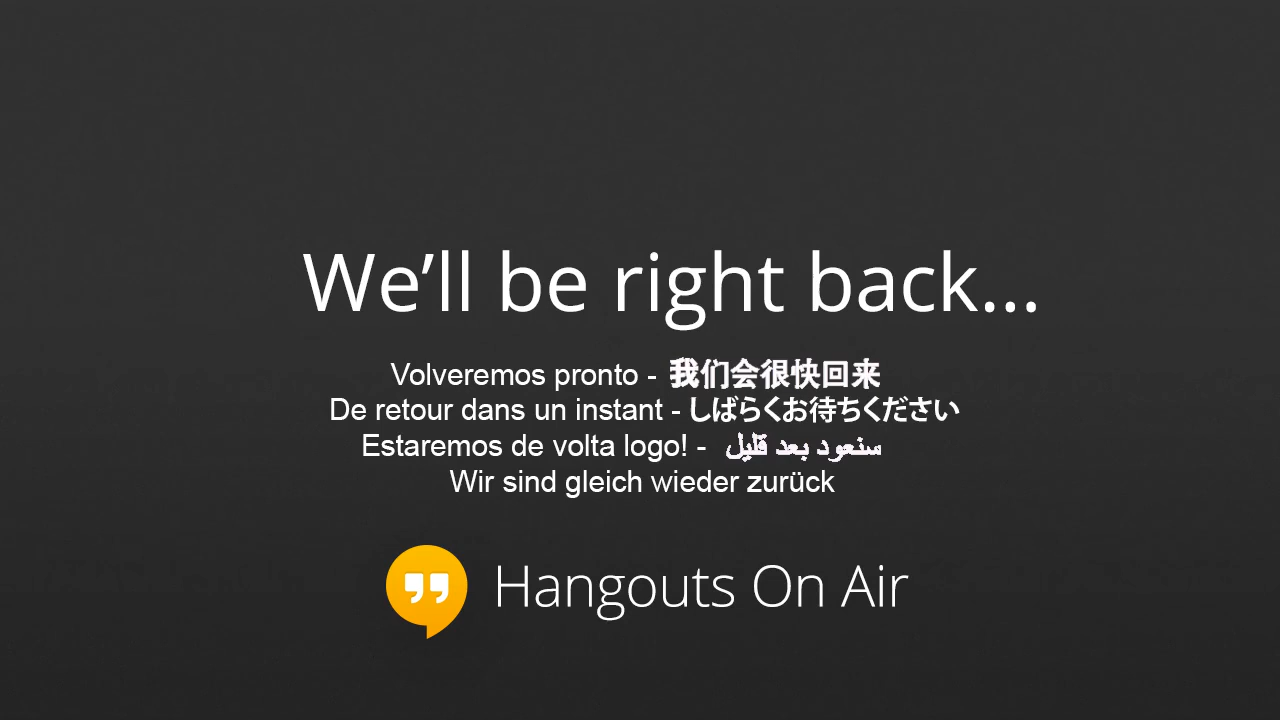 We’ll be right back...
Volveremos pronto - 我们会很快回来
De retour dans un instant - しばらくお待ちください
Estaremos de volta logo! - سنعود بعد قليل
Wir sind gleich wieder zurück
Hangouts On Air